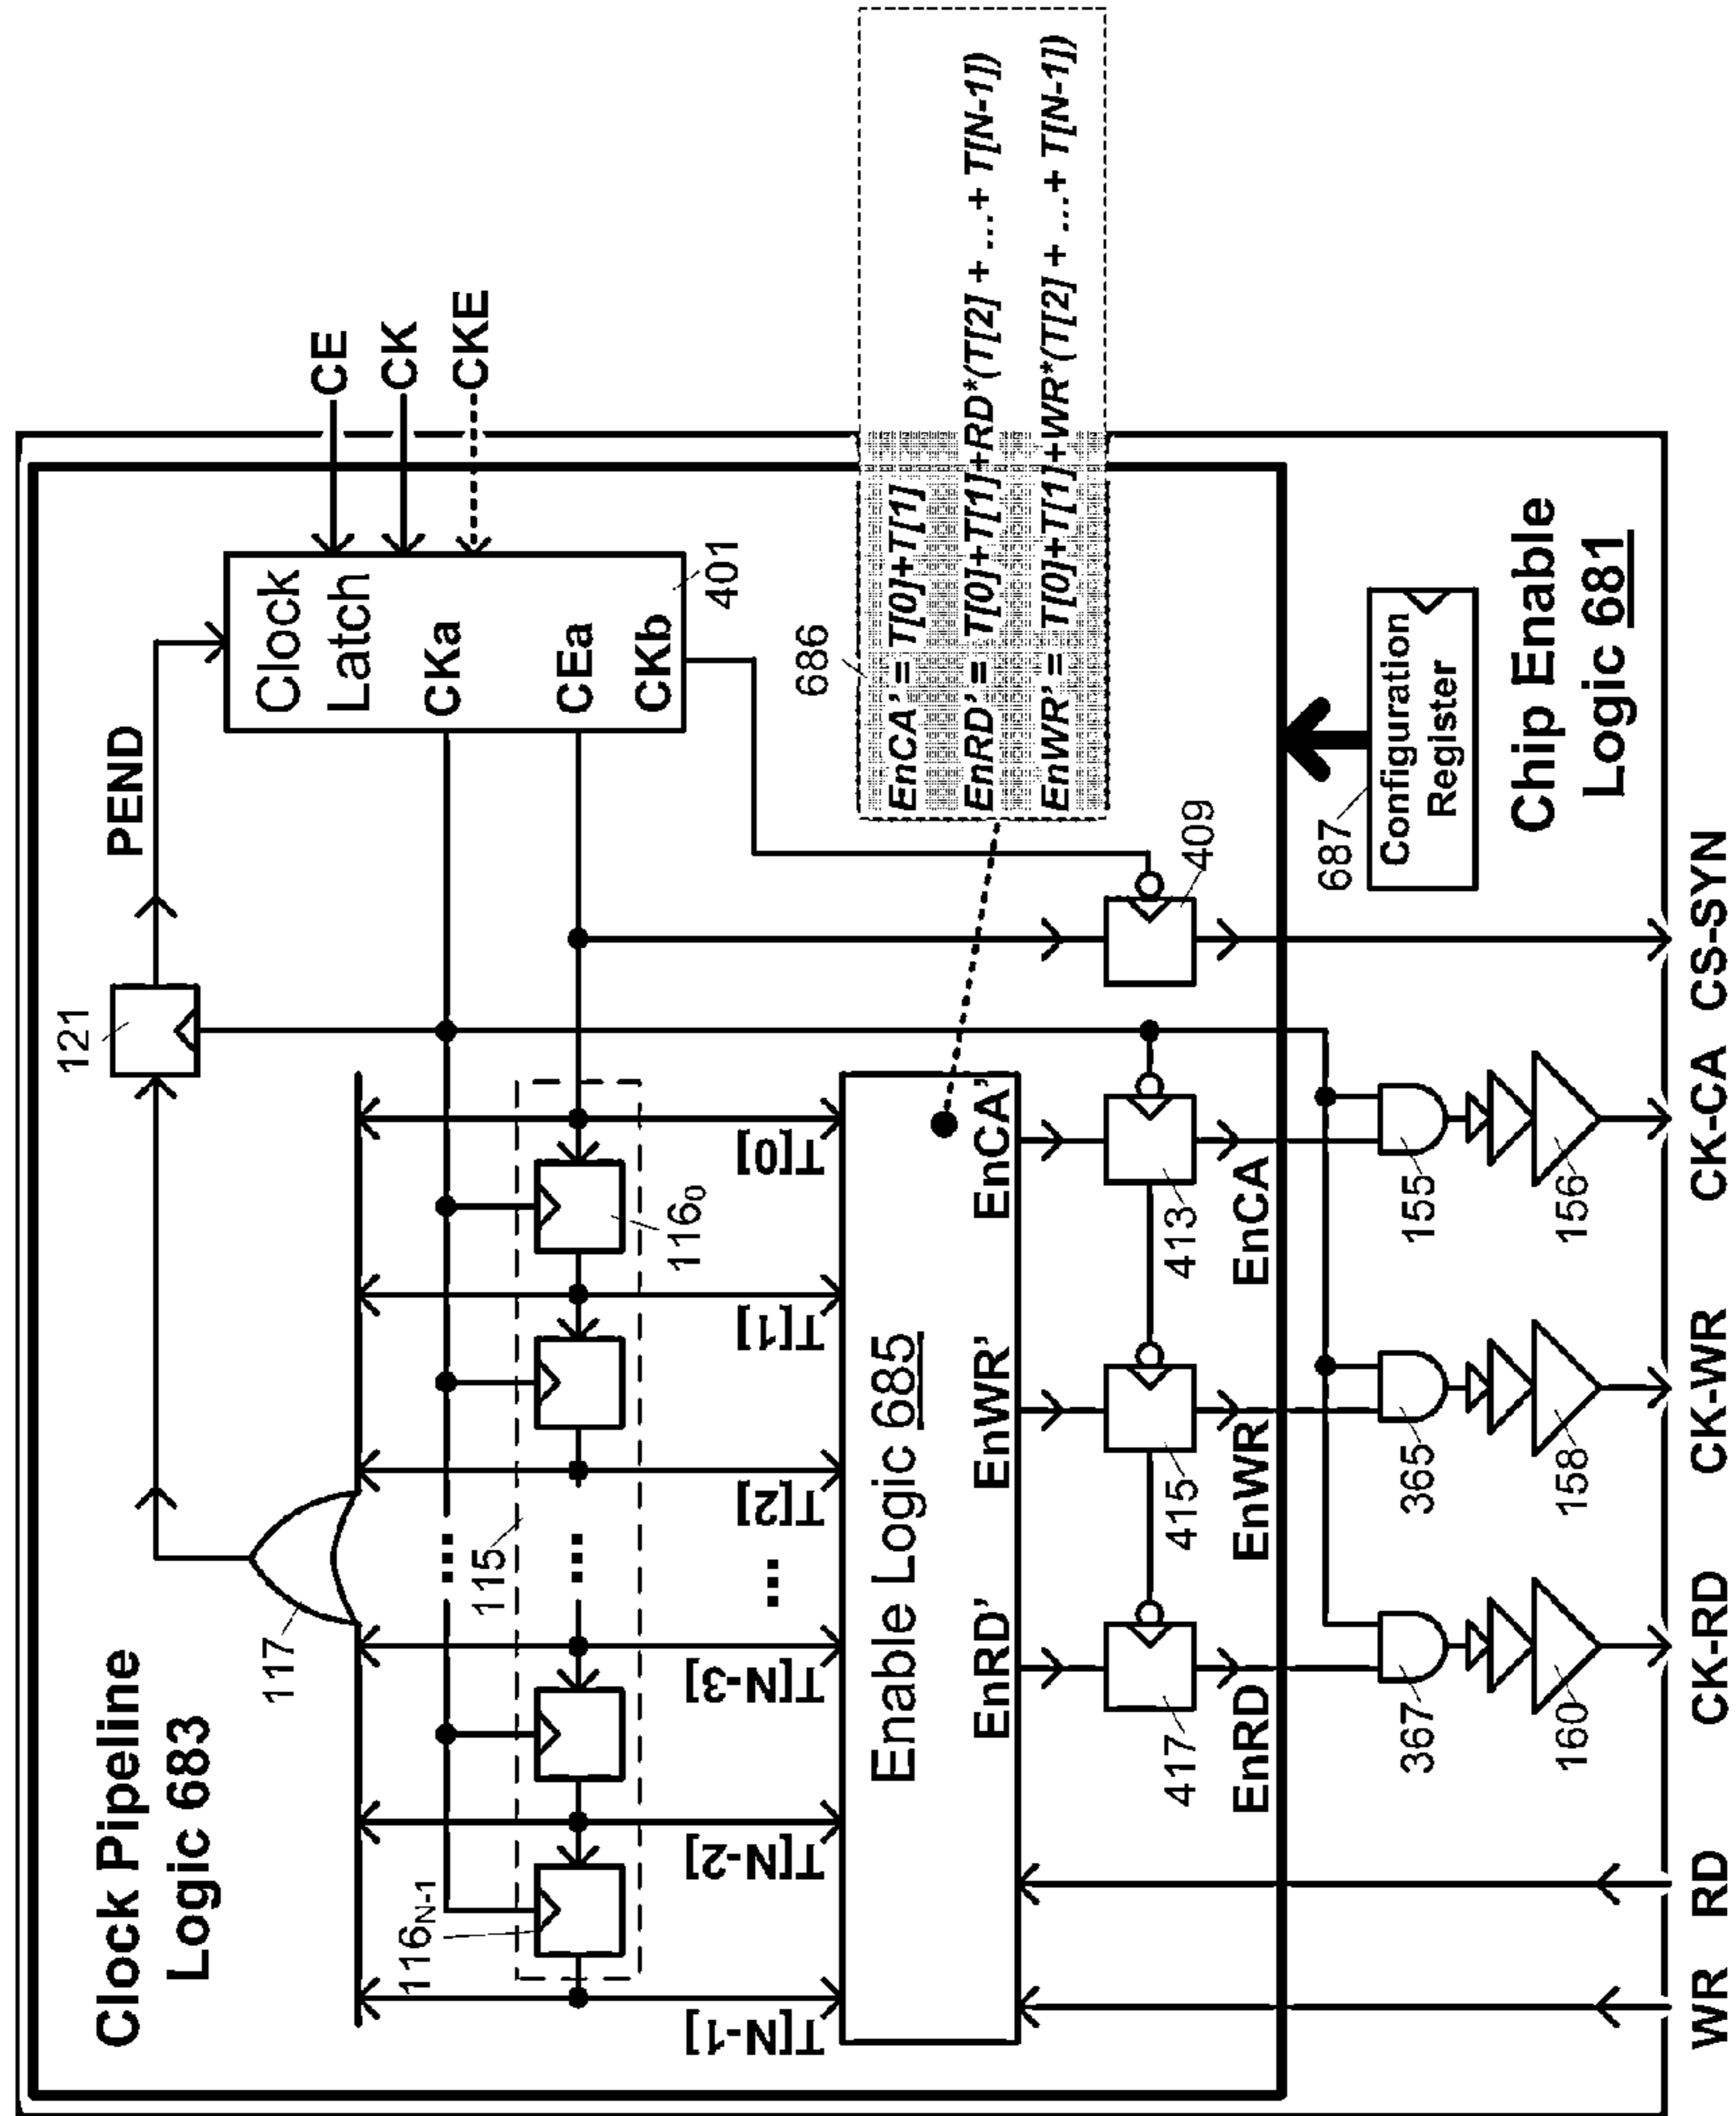 Clock Pipeline
Logic 683
117
121
PEND
CE
CK
CKE
Clock
Latch
CKa
CEa
CKb
401
115
...
...
...
116N-1
1160
T[N-1]
T[N-2]
T[N-3]
T[2]
T[1]
T[0]
Enable Logic 685
EnRD'
EnWR'
EnCA'
686
EnCA' = T[0]+T[1]
EnRD' = T[0]+T[1]+RD*(T[2] + ...+ T[N-1])
EnWR' = T[0]+T[1]+WR*(T[2] + ...+ T[N-1])
417
415
413
409
EnRD
EnWR
EnCA
687
Configuration
Register
367
365
155
160
158
156
Chip Enable
Logic 681
WR
RD
CK-RD
CK-WR
CK-CA
CS-SYN